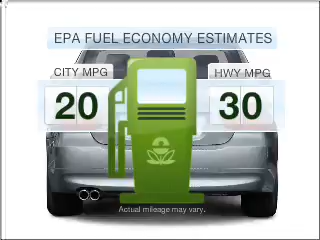 EPA FUEL ECONOMY ESTIMATES
CITY MPG
HWY MPG
20
30
Actual mileage may vary.